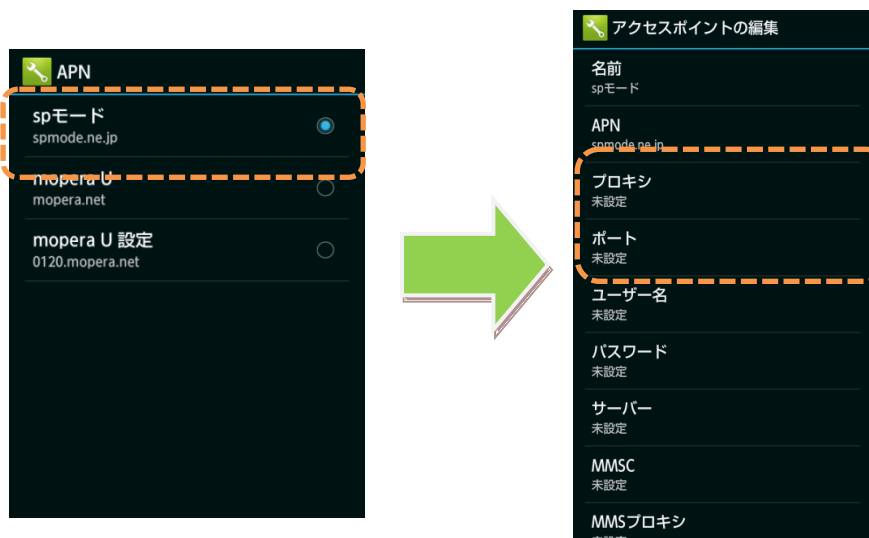 APN
spモード
spmode.ne.jp
mopera U
mopera.net
mopera U 設定
0120.mopera.net
アクセスポイントの編集
名前
spモード
APN
spmode.ne.jp
プロキシ
未設定
ポート
未設定
ユーザー名
未設定
パスワード
未設定
サーバー
未設定
MMSC
未設定
MMSプロキシ